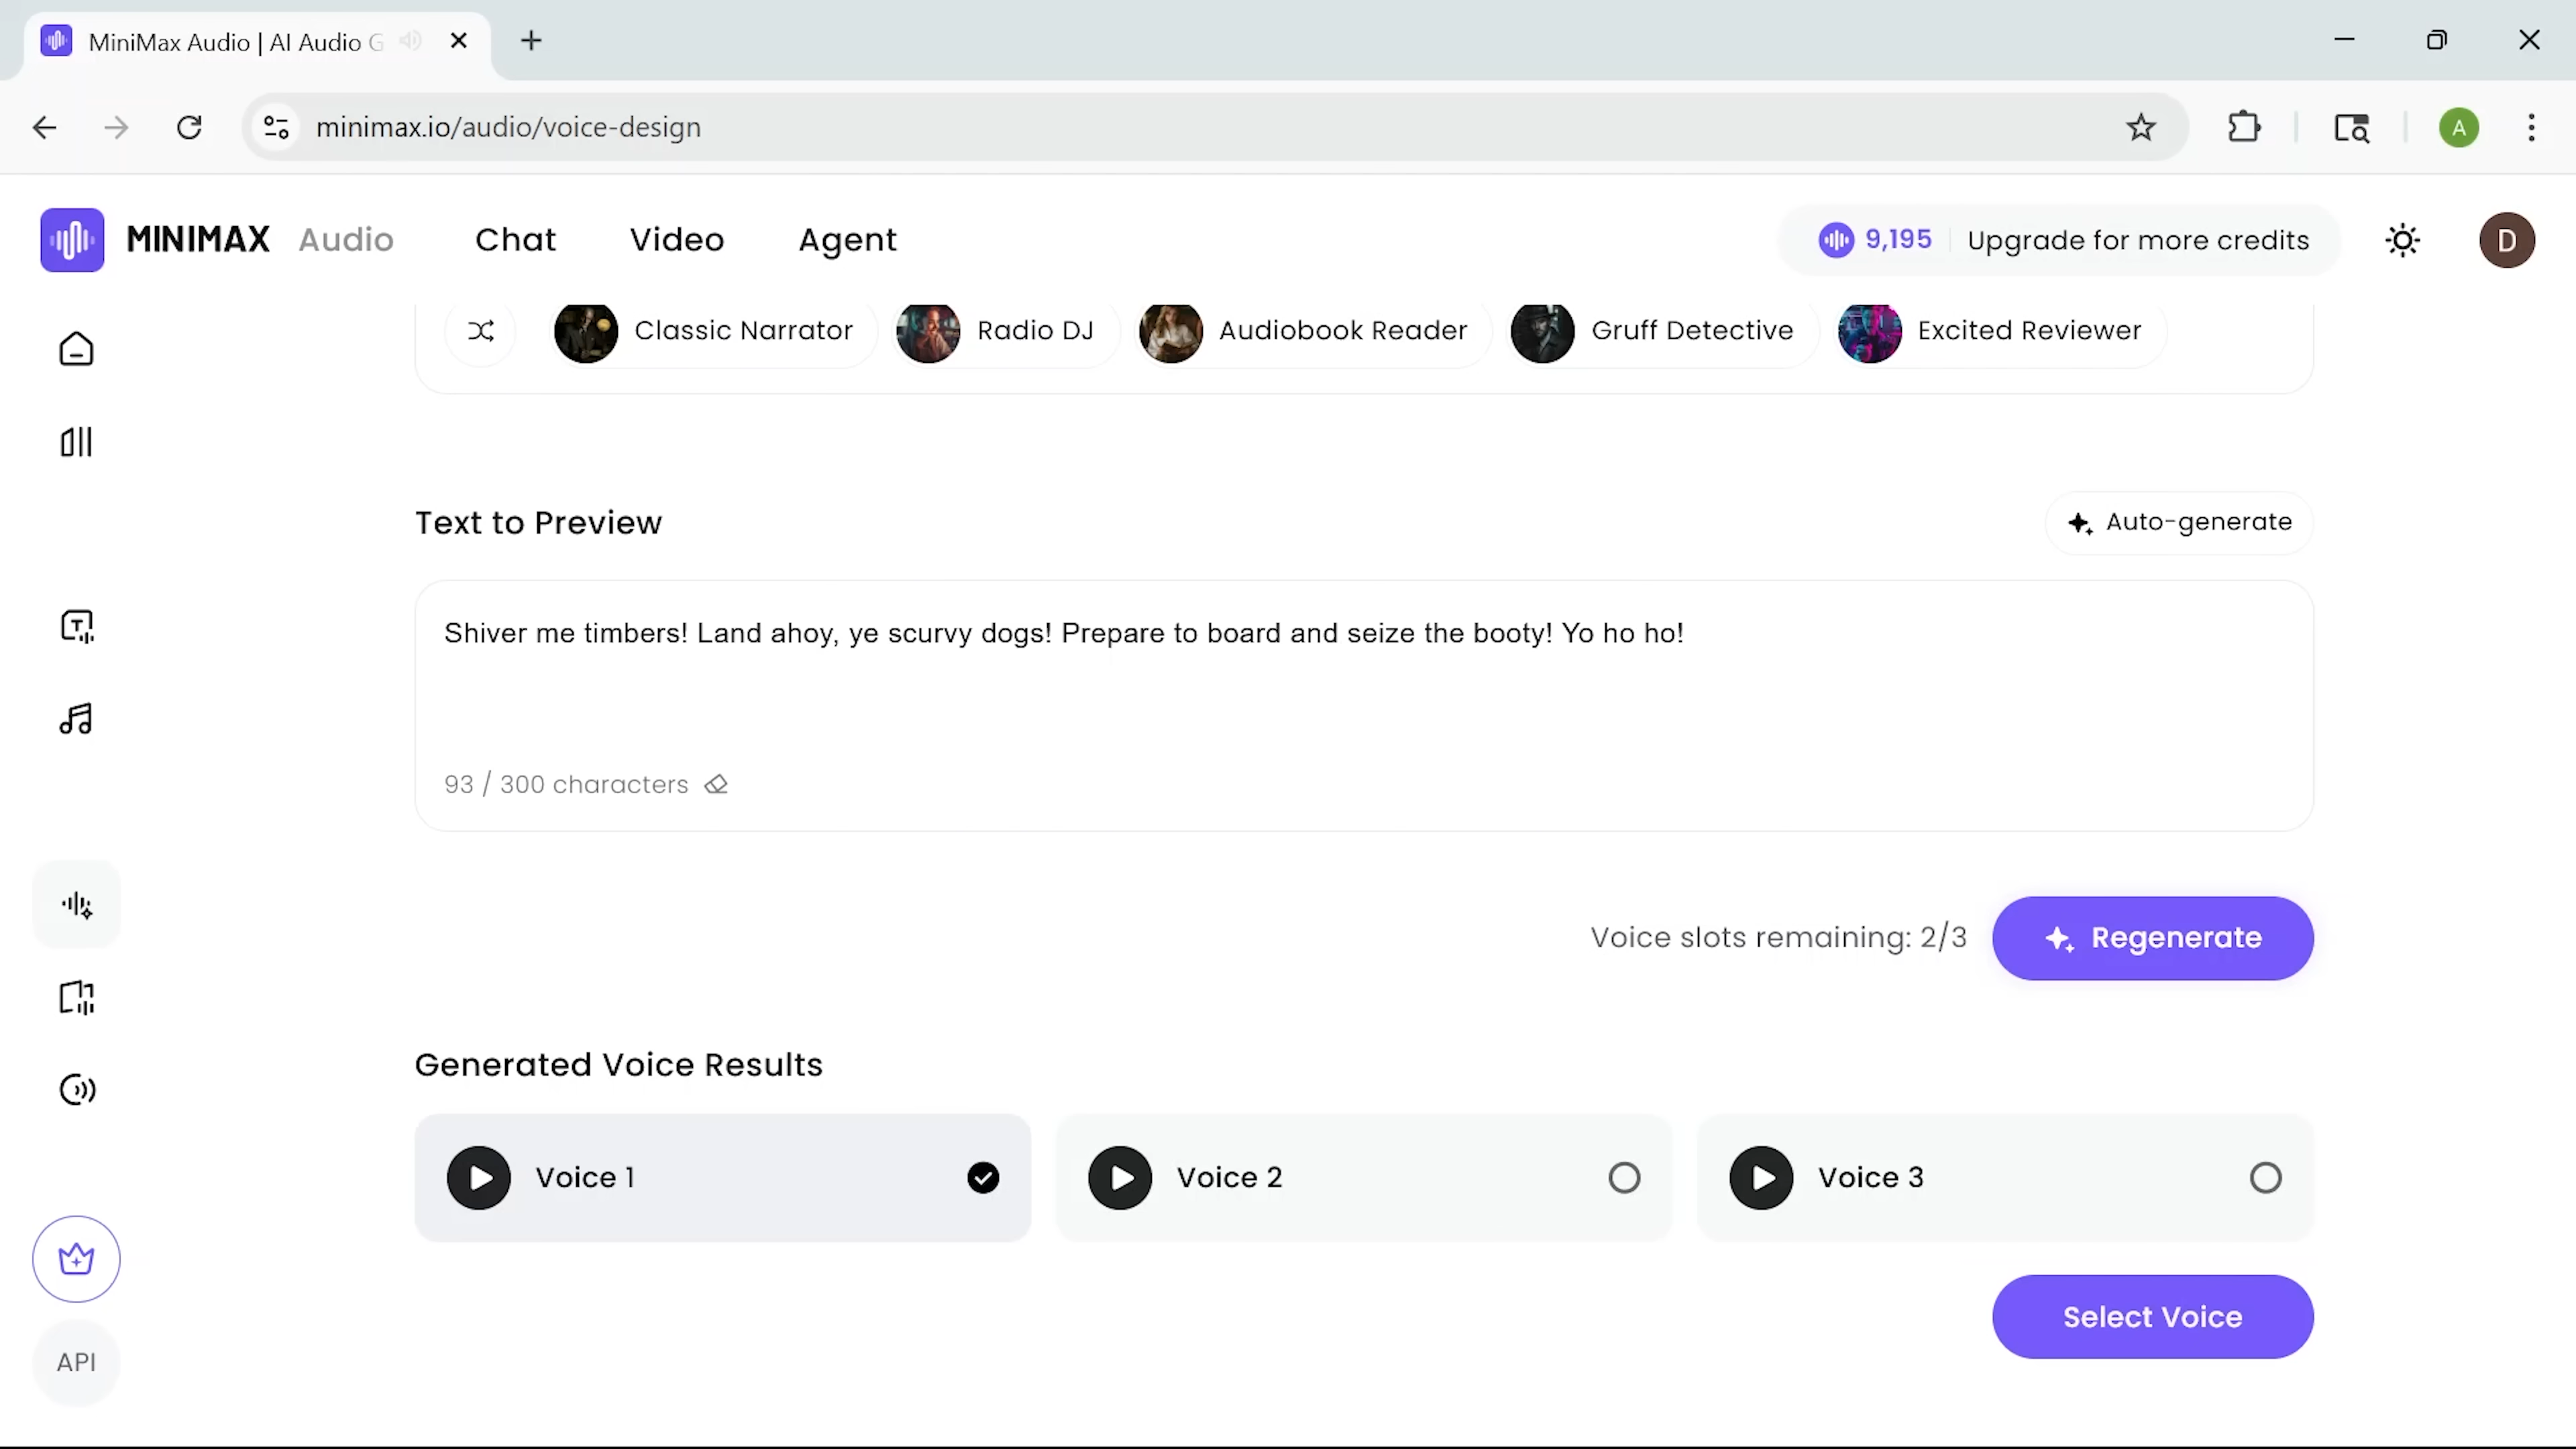 MiniMax Audio | AI Audio G
minimax.io/audio/voice-design
A
MINIMAX Audio Chat Video Agent 9,195 Upgrade for more credits D
Classic Narrator Radio DJ Audiobook Reader Gruff Detective Excited Reviewer
Text to Preview Auto-generate
Shiver me timbers! Land ahoy, ye scurvy dogs! Prepare to board and seize the booty! Yo ho ho!
93 / 300 characters
Voice slots remaining: 2/3 Regenerate
Generated Voice Results
Voice 1 Voice 2 Voice 3
Select Voice
API